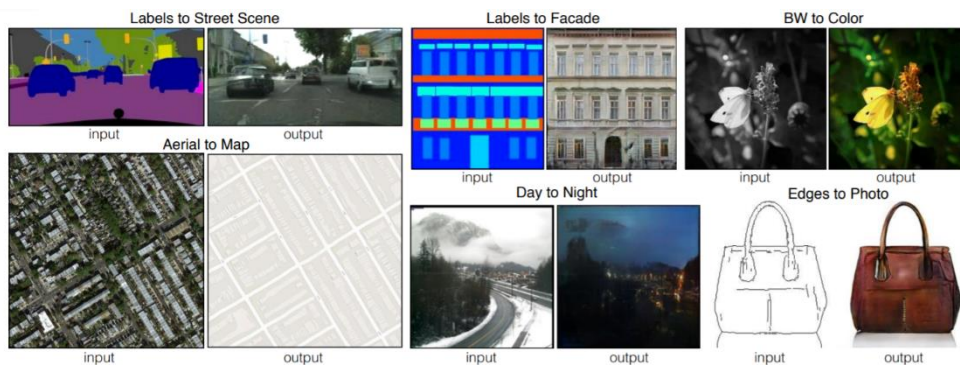 Labels to Street Scene
input
output
Aerial to Map
input
output
Labels to Facade
input
output
Day to Night
input
output
BW to Color
input
output
Edges to Photo
input
output